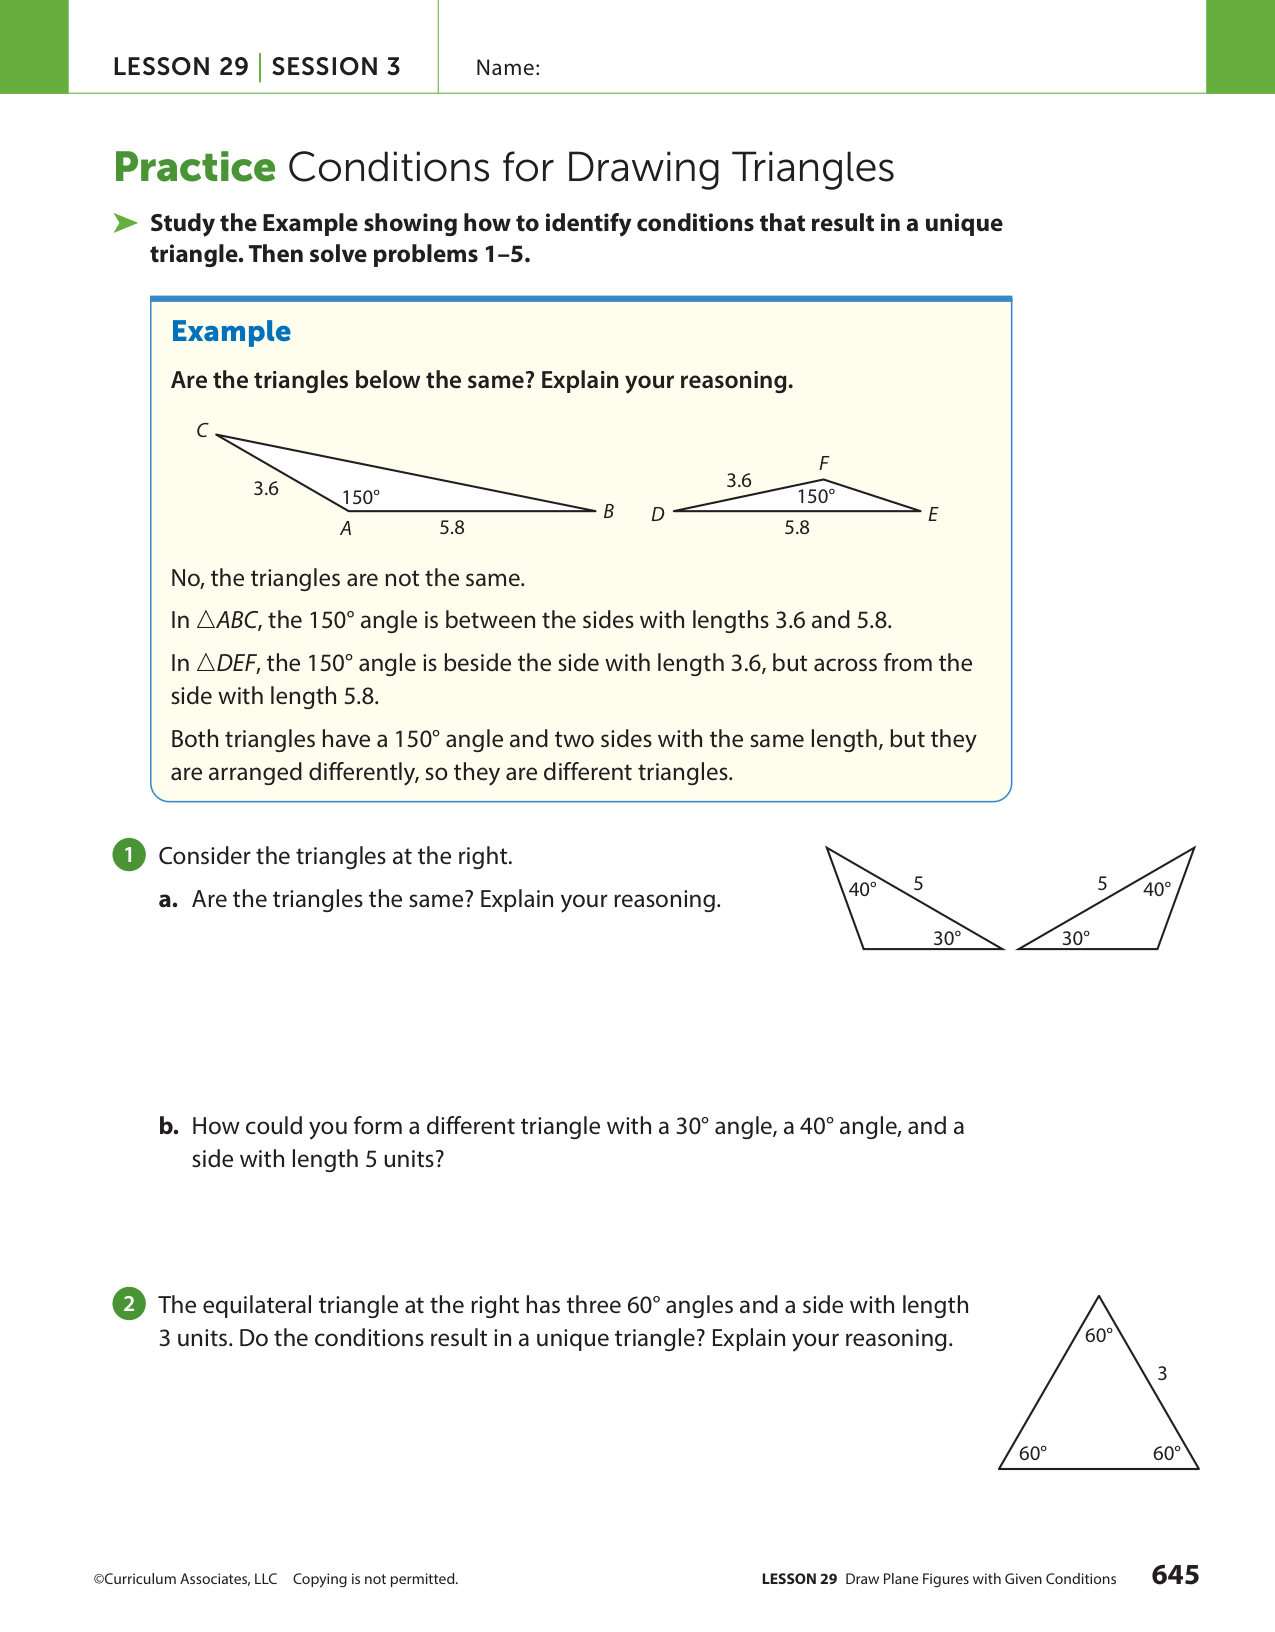 LESSON 29 | SESSION 3
Name:
Practice Conditions for Drawing Triangles
Study the Example showing how to identify conditions that result in a unique
triangle. Then solve problems 1–5.
Example
Are the triangles below the same? Explain your reasoning.
C
3.6
150°
A
5.8
B
D
3.6
F
150°
5.8
E
No, the triangles are not the same.
In △ABC, the 150° angle is between the sides with lengths 3.6 and 5.8.
In △DEF, the 150° angle is beside the side with length 3.6, but across from the
side with length 5.8.
Both triangles have a 150° angle and two sides with the same length, but they
are arranged differently, so they are different triangles.
1 Consider the triangles at the right.
a. Are the triangles the same? Explain your reasoning.
40°
5
30°
5
40°
30°
b. How could you form a different triangle with a 30° angle, a 40° angle, and a
side with length 5 units?
2 The equilateral triangle at the right has three 60° angles and a side with length
3 units. Do the conditions result in a unique triangle? Explain your reasoning.
60°
3
60°
60°
©Curriculum Associates, LLC Copying is not permitted.
LESSON 29 Draw Plane Figures with Given Conditions
645